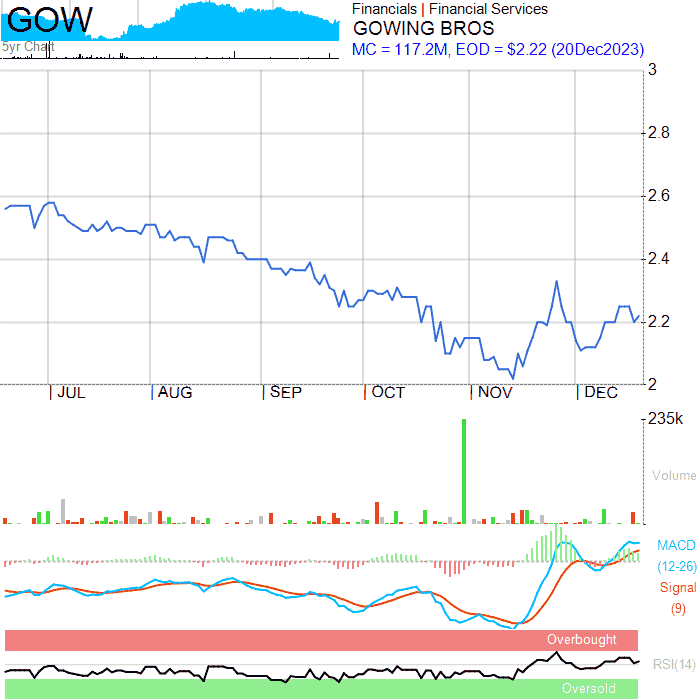 GOW
5yr Chart
Financials | Financial Services
GOWING BROS
MC = 117.2M, EOD = $2.22 (20Dec2023)
3
2.8
2.6
2.4
2.2
2
JUL AUG SEP OCT NOV DEC
235k
Volume
MACD
(12-26)
Signal
(9)
Overbought
RSI(14)
Oversold